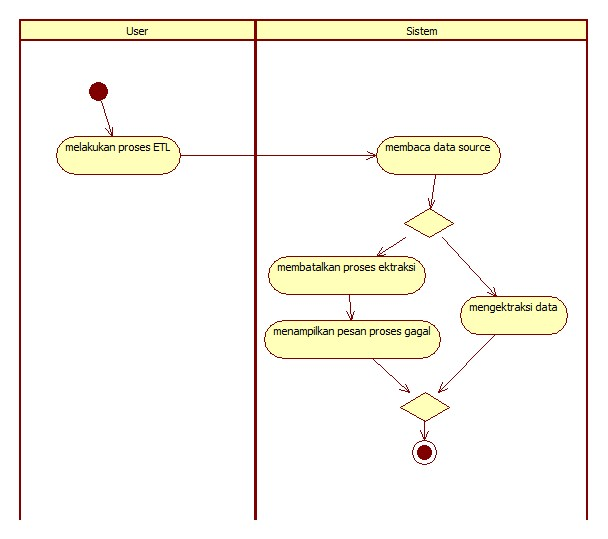 User
Sistem
melakukan proses ETL
membaca data source
membatalkan proses ektraksi
mengektraksi data
menampilkan pesan proses gagal